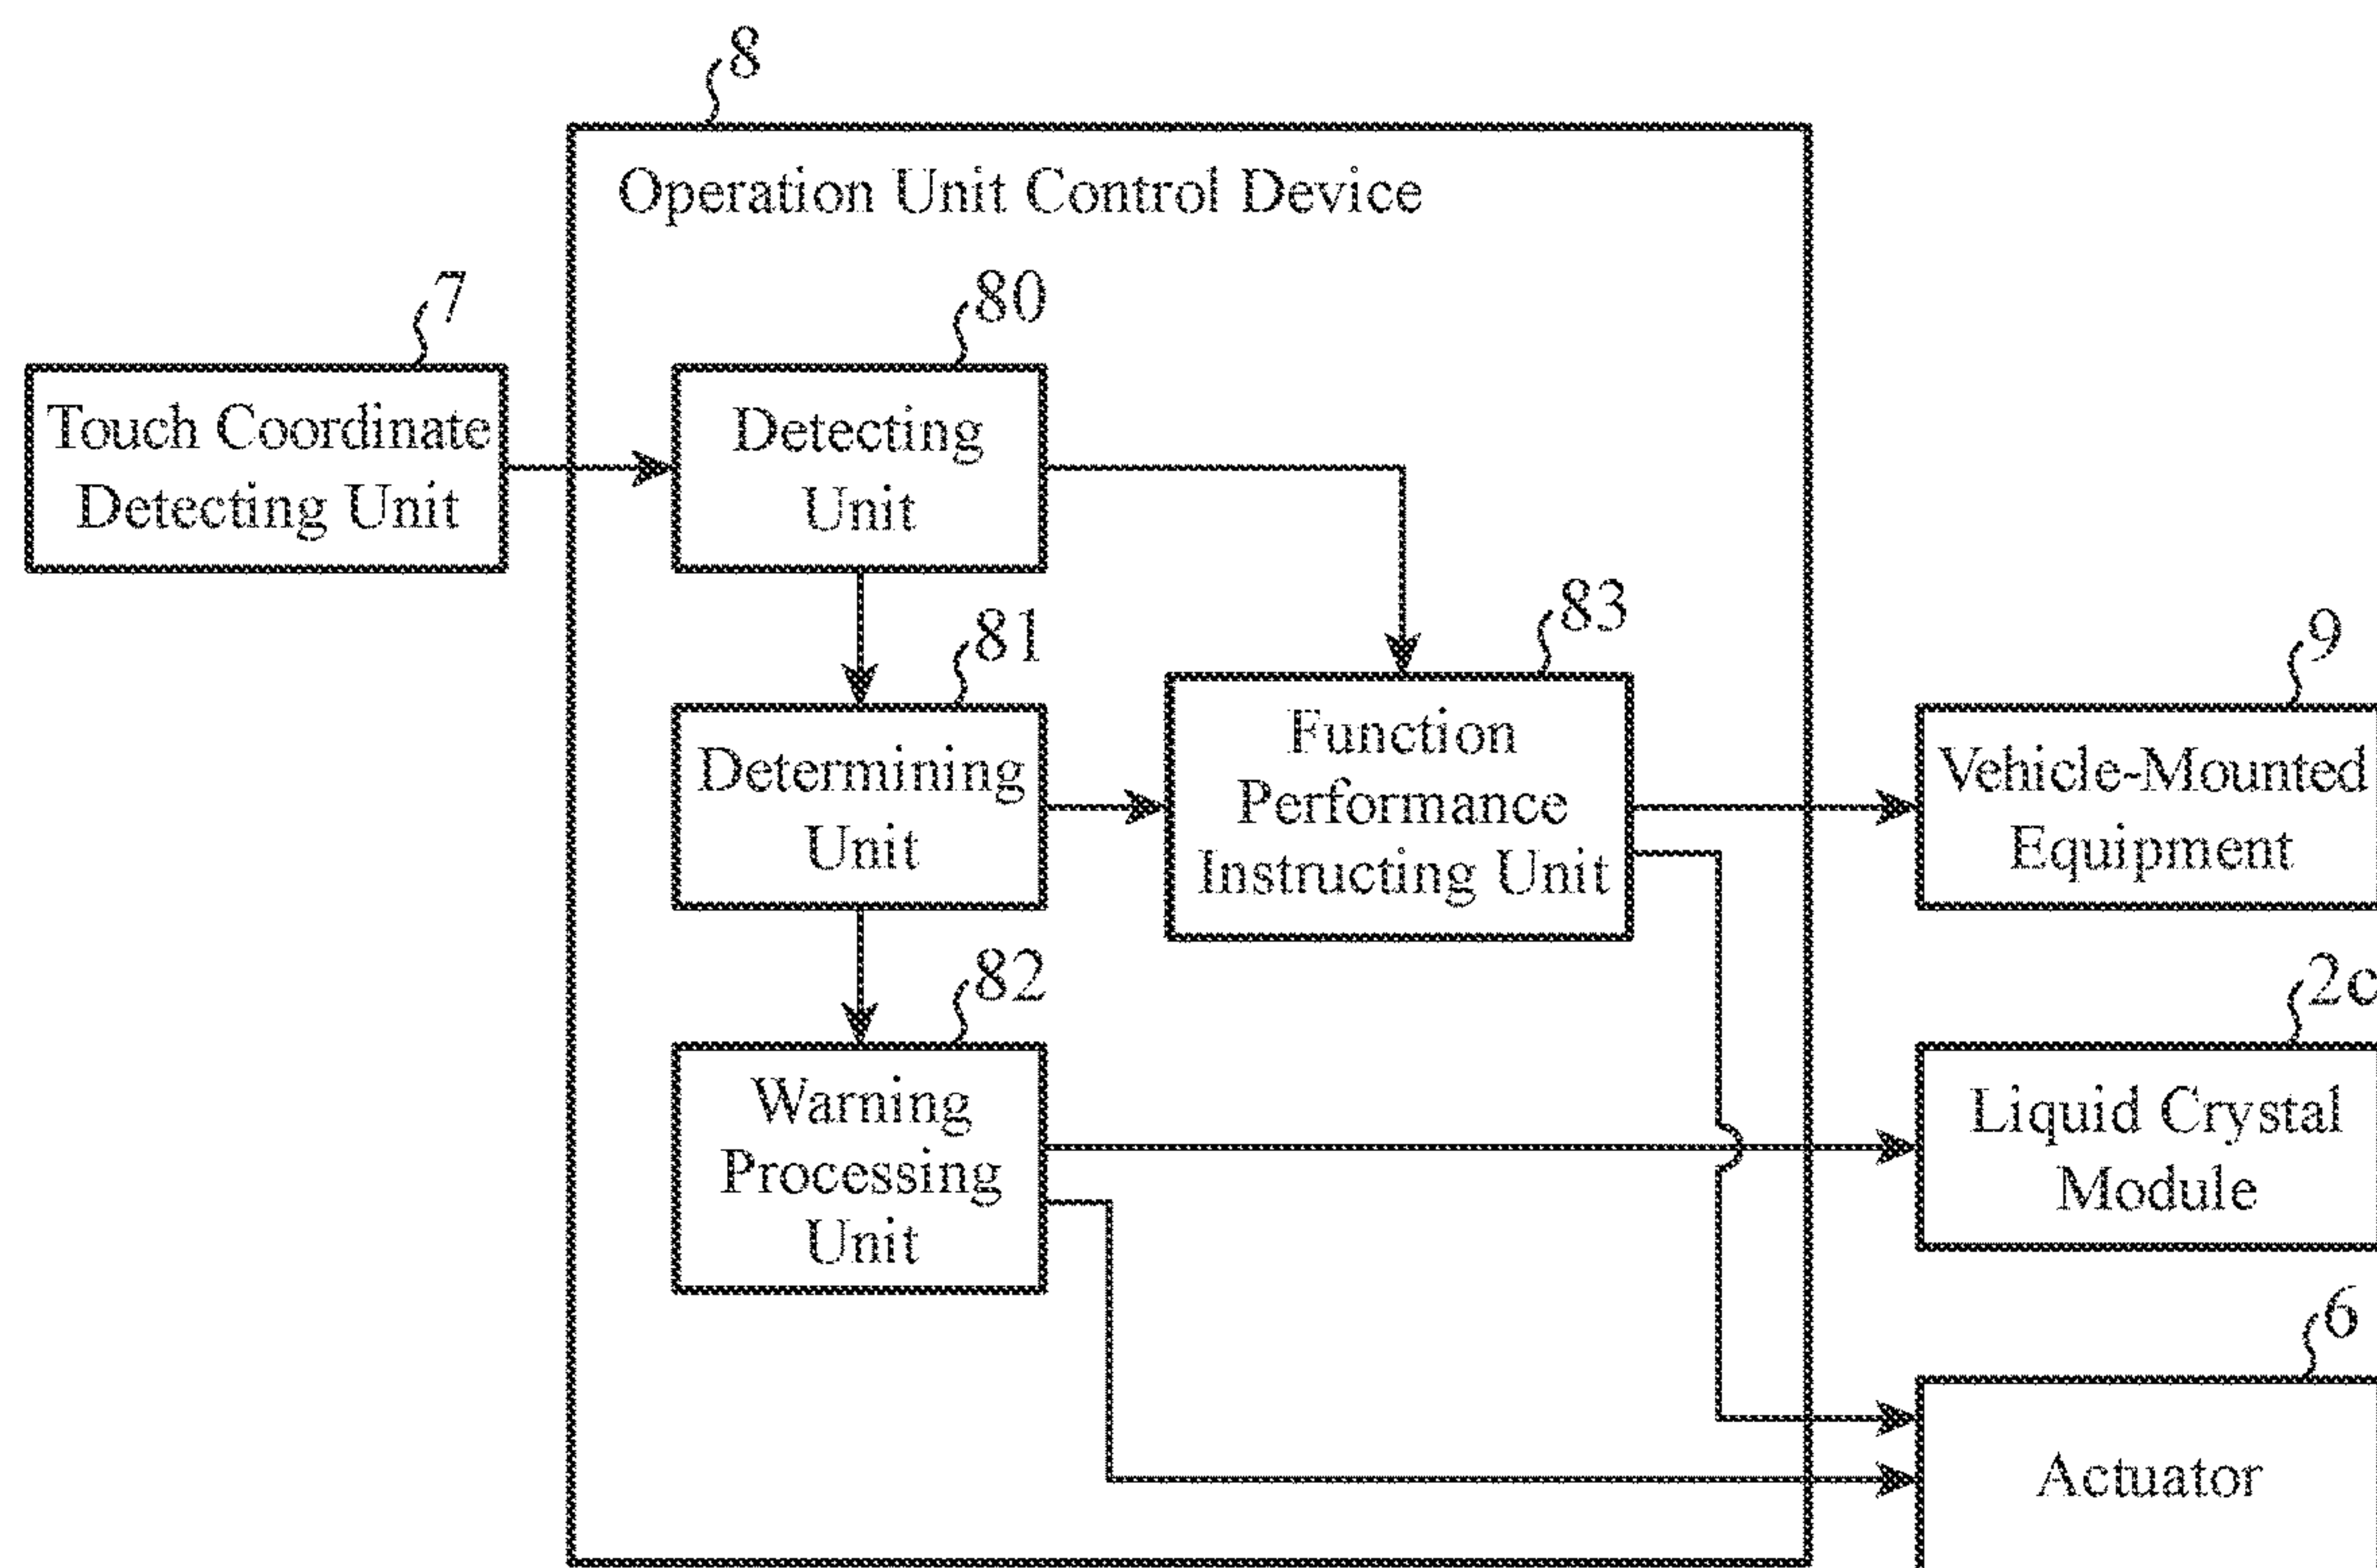 8
Operation Unit Control Device
7
80
Touch Coordinate
Detecting Unit
Detecting
Unit
81
83
9
Determining
Unit
Function
Performance
Instructing Unit
Vehicle-Mounted
Equipment
82
2c
Warning
Processing
Unit
Liquid Crystal
Module
6
Actuator